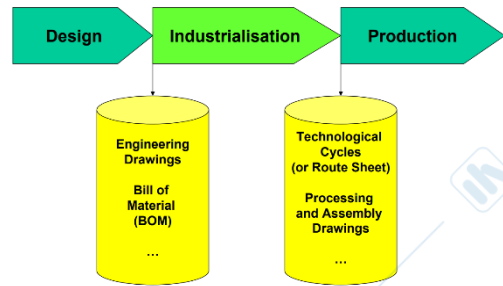 Design
Industrialisation
Production
Engineering
Drawings
Bill of
Material
(BOM)
...
Technological
Cycles
(or Route Sheet)
Processing
and Assembly
Drawings
...